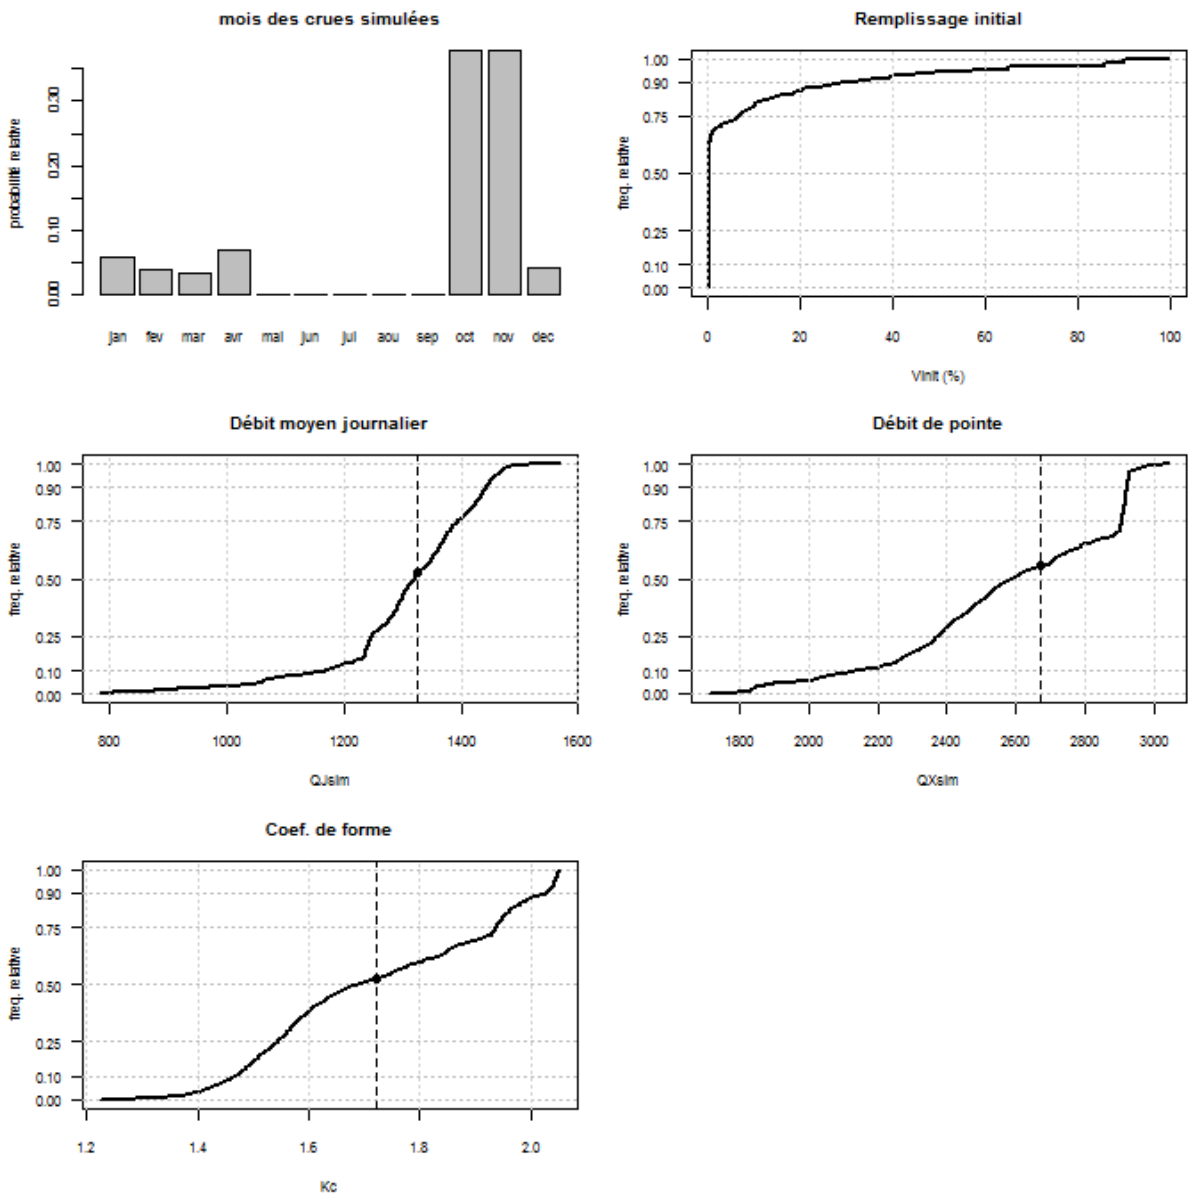 mois des crues simulées
probabilité relative
0.00
0.10
0.20
0.30
jan fev mar avr mai jun jul aou sep oct nov dec
Remplissage initial
freq. relative
1.00
0.90
0.75
0.50
0.25
0.10
0.00
0 20 40 60 80 100
Vinit (%)
Débit moyen journalier
freq. relative
1.00
0.90
0.75
0.50
0.25
0.10
0.00
800 1000 1200 1400 1600
QJsim
Débit de pointe
freq. relative
1.00
0.90
0.75
0.50
0.25
0.10
0.00
1800 2000 2200 2400 2600 2800 3000
QXsim
Coef. de forme
freq. relative
1.00
0.90
0.75
0.50
0.25
0.10
0.00
1.2 1.4 1.6 1.8 2.0
Kc